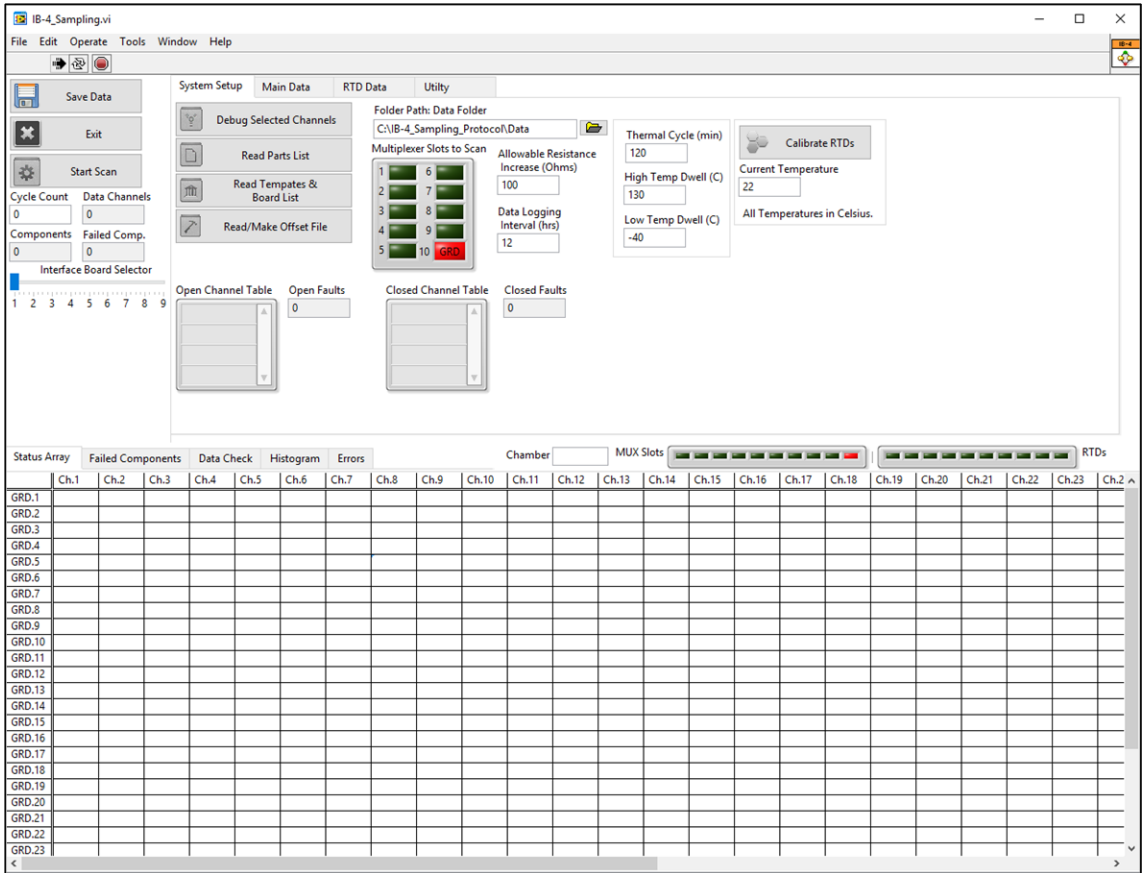 IB-4_Sampling.vi
File Edit Operate Tools Window Help
IB-4
Save Data
Exit
Start Scan
Cycle Count Data Channels
0 0
Components Failed Comp.
0 0
Interface Board Selector
1 2 3 4 5 6 7 8 9
System Setup Main Data RTD Data Utilty
Debug Selected Channels
Read Parts List
Read Tempates &
Board List
Read/Make Offset File
Folder Path: Data Folder
C:\IB-4_Sampling_Protocol\Data
Multiplexer Slots to Scan
1 6
2 7
3 8
4 9
5 10 GRD
Allowable Resistance
Increase (Ohms)
100
Data Logging
Interval (hrs)
12
Thermal Cycle (min)
120
High Temp Dwell (C)
130
Low Temp Dwell (C)
-40
Calibrate RTDs
Current Temperature
22
All Temperatures in Celsius.
Open Channel Table Open Faults
0
Closed Channel Table Closed Faults
0
Status Array Failed Components Data Check Histogram Errors Chamber MUX Slots RTDs
Ch.1 Ch.2 Ch.3 Ch.4 Ch.5 Ch.6 Ch.7 Ch.8 Ch.9 Ch.10 Ch.11 Ch.12 Ch.13 Ch.14 Ch.15 Ch.16 Ch.17 Ch.18 Ch.19 Ch.20 Ch.21 Ch.22 Ch.23 Ch.2
GRD.1
GRD.2
GRD.3
GRD.4
GRD.5
GRD.6
GRD.7
GRD.8
GRD.9
GRD.10
GRD.11
GRD.12
GRD.13
GRD.14
GRD.15
GRD.16
GRD.17
GRD.18
GRD.19
GRD.20
GRD.21
GRD.22
GRD.23